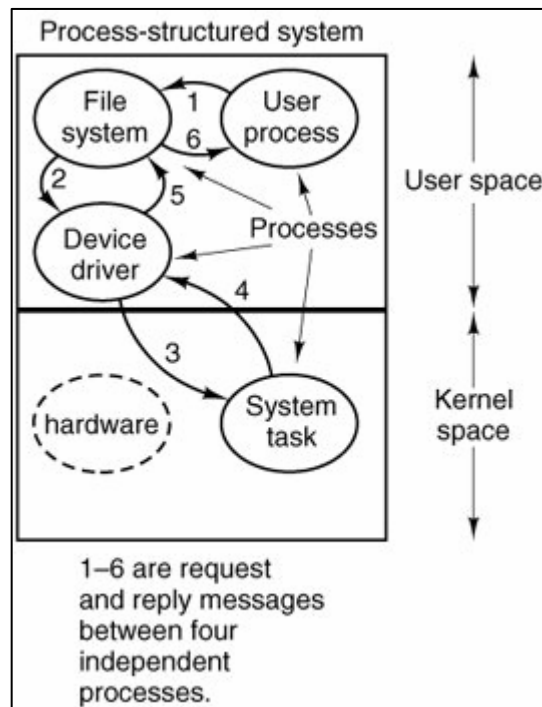 Process-structured system
File
system
1
User
process
6
2
5
Processes
User space
Device
driver
4
3
hardware
System
task
Kernel
space
1–6 are request
and reply messages
between four
independent
processes.